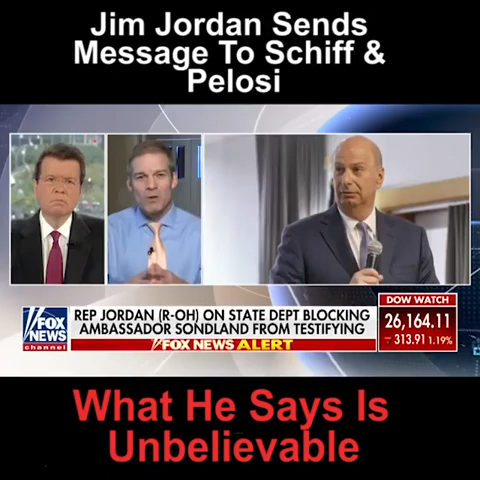 Jim Jordan Sends
Message To Schiff &
Pelosi
REP JORDAN (R-OH) ON STATE DEPT BLOCKING
AMBASSADOR SONDLAND FROM TESTIFYING
FOX
NEWS
channel
FOX NEWS ALERT
DOW WATCH
26,164.11
313.91 1.19%
What He Says Is
Unbelievable